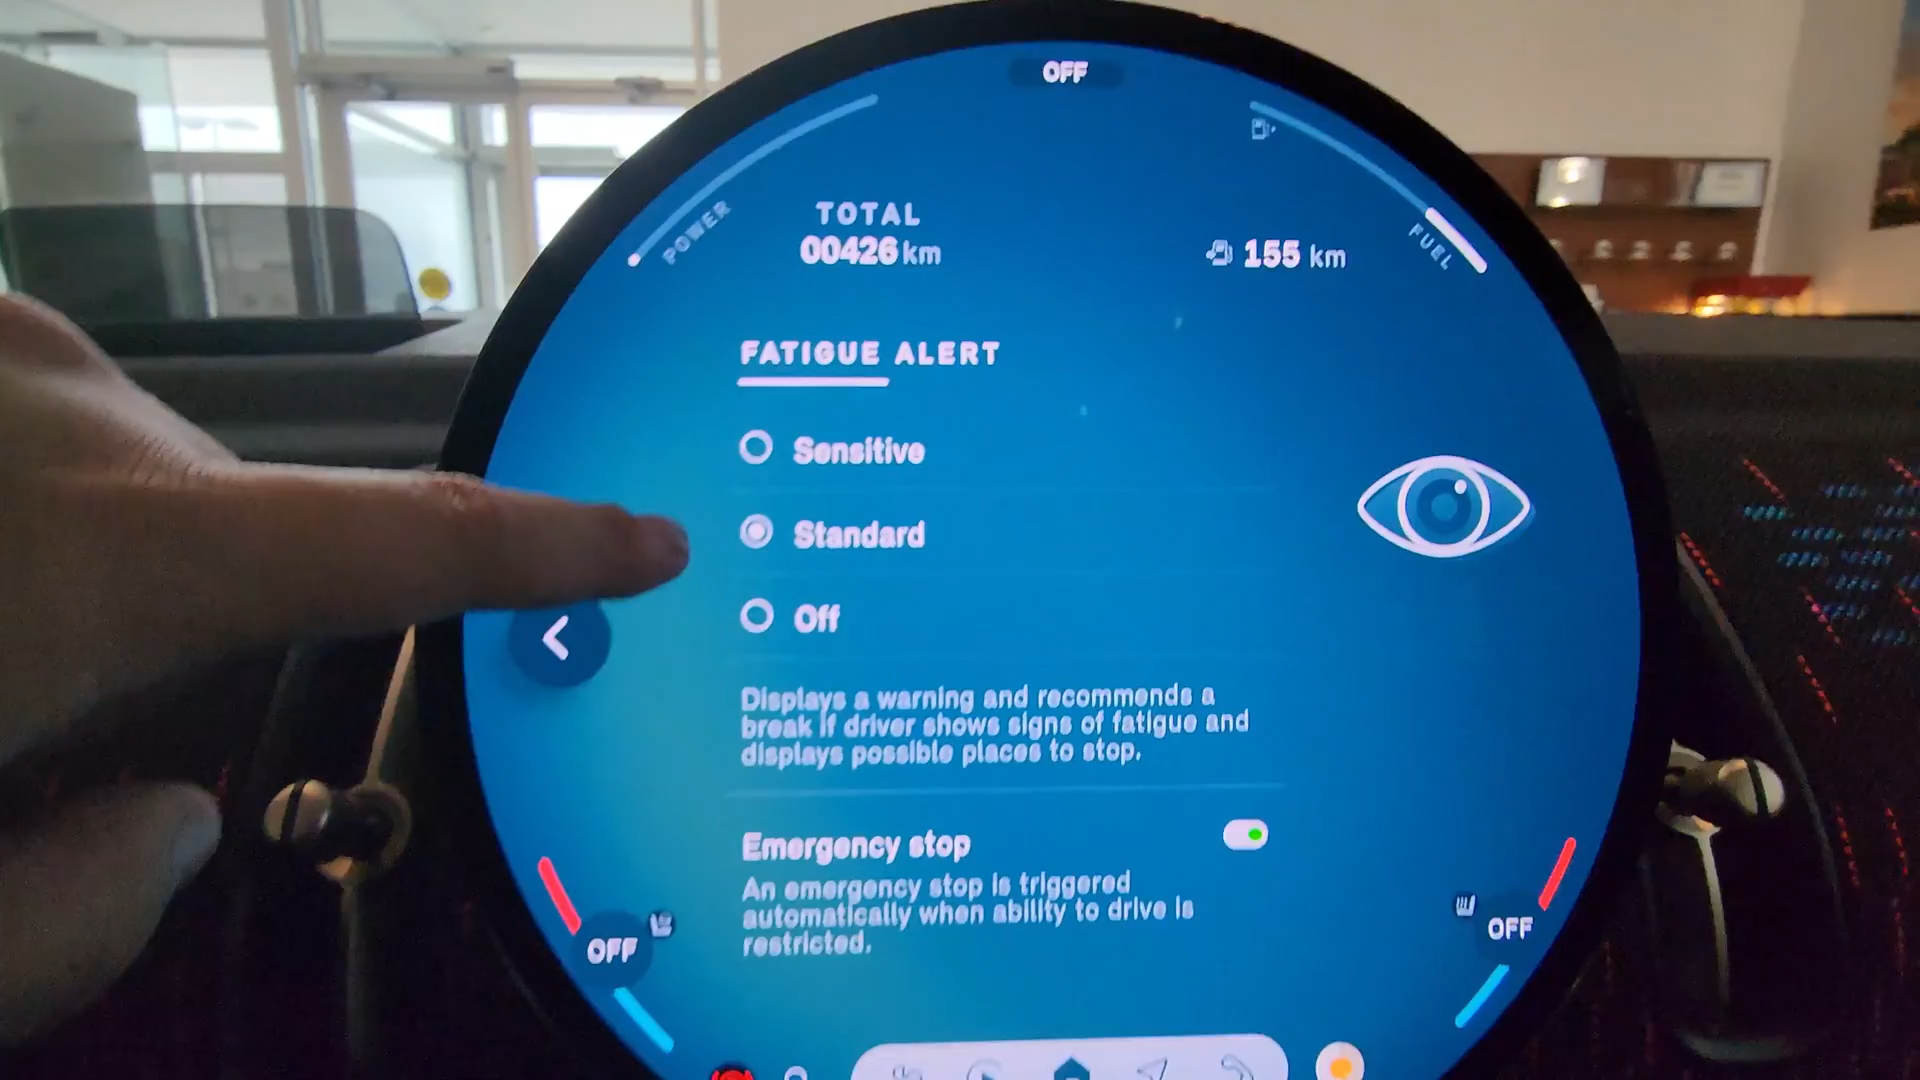 OFF
POWER
TOTAL
00426 km
155 km
FUEL
FATIGUE ALERT
Sensitive
Standard
Off
Displays a warning and recommends a
break if driver shows signs of fatigue and
displays possible places to stop.
Emergency stop
An emergency stop is triggered
automatically when ability to drive is
restricted.
OFF
OFF